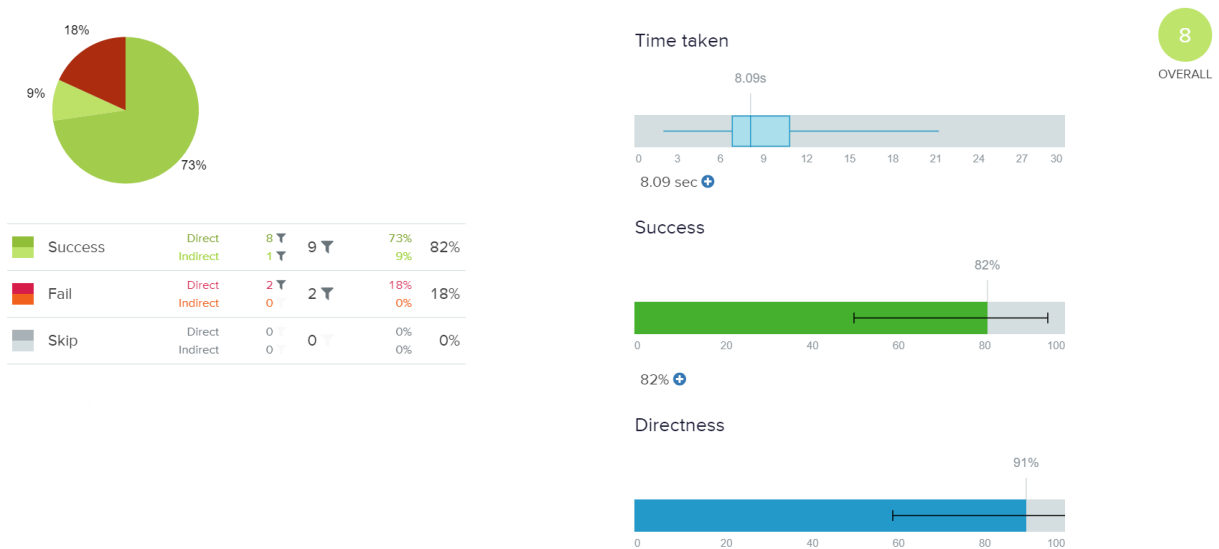 18%
9%
73%
Success Direct 8 9 73% 82%
Indirect 1 9%
Fail Direct 2 2 18% 18%
Indirect 0 0%
Skip Direct 0 0 0% 0%
Indirect 0 0%
Time taken
8.09s
0 3 6 9 12 15 18 21 24 27 30
8.09 sec
Success
82%
0 20 40 60 80 100
82%
Directness
91%
0 20 40 60 80 100
8
OVERALL